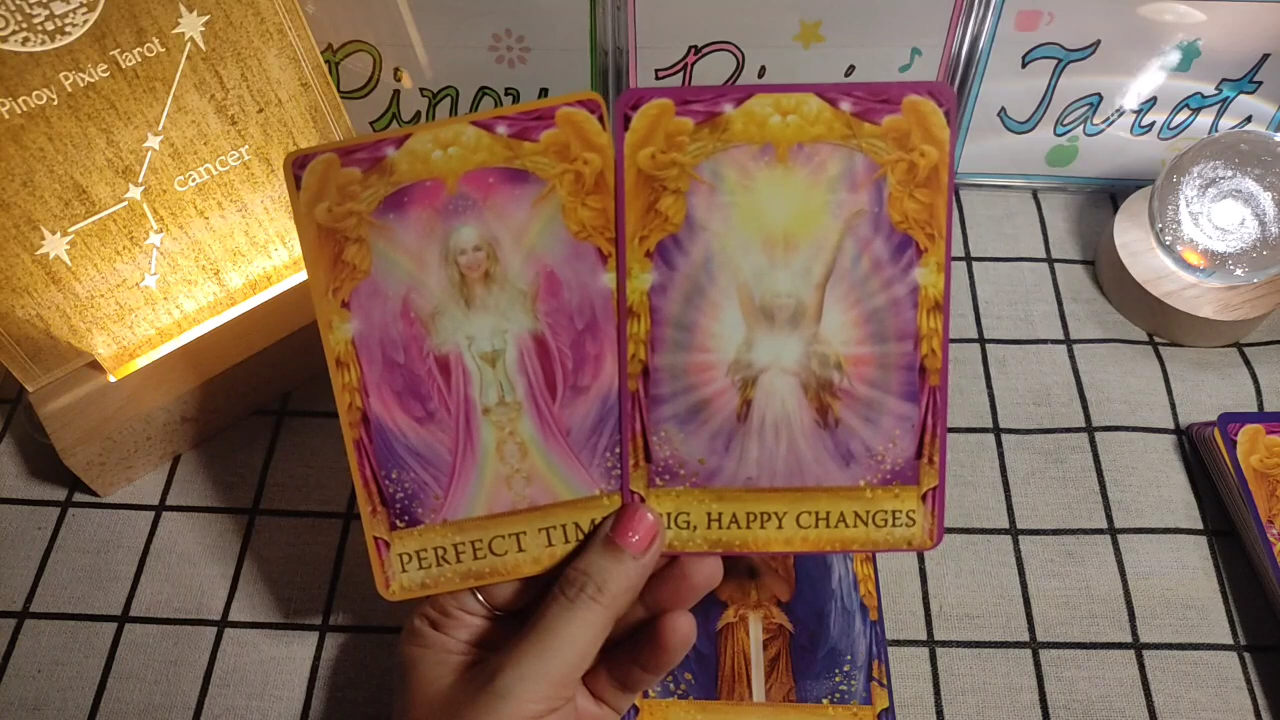 Pinoy Pixie Tarot
cancer
Pinoy
Tarot
PERFECT TIM
IG, HAPPY CHANGES